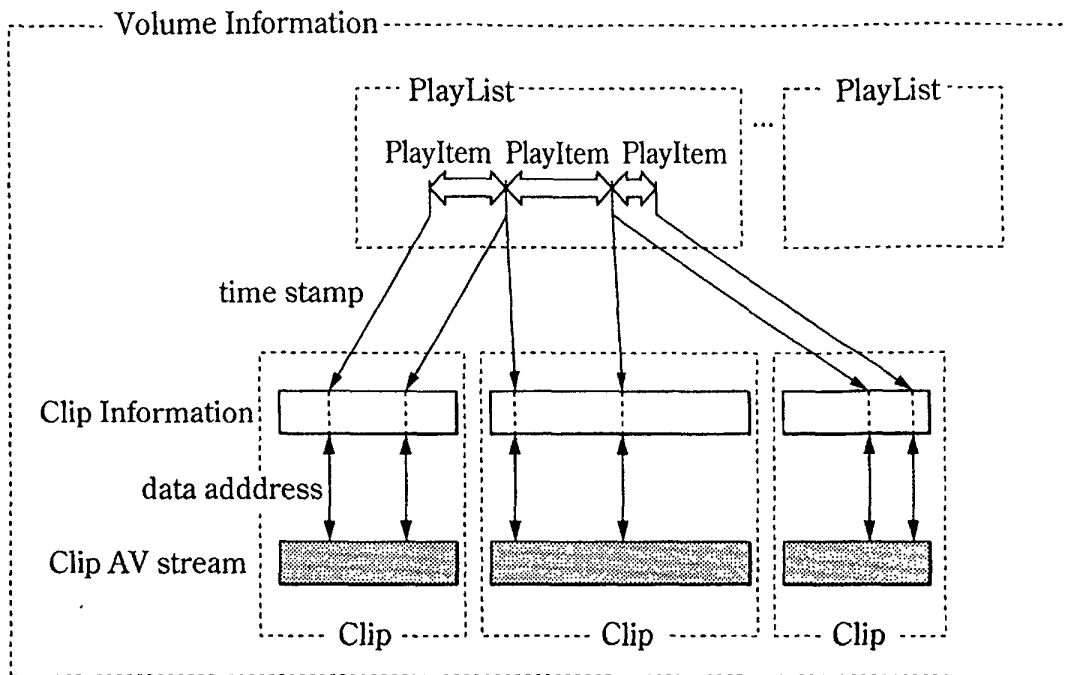 Volume Information
PlayList
PlayList
...
PlayItem PlayItem PlayItem
time stamp
Clip Information
data adddress
Clip AV stream
Clip
Clip
Clip